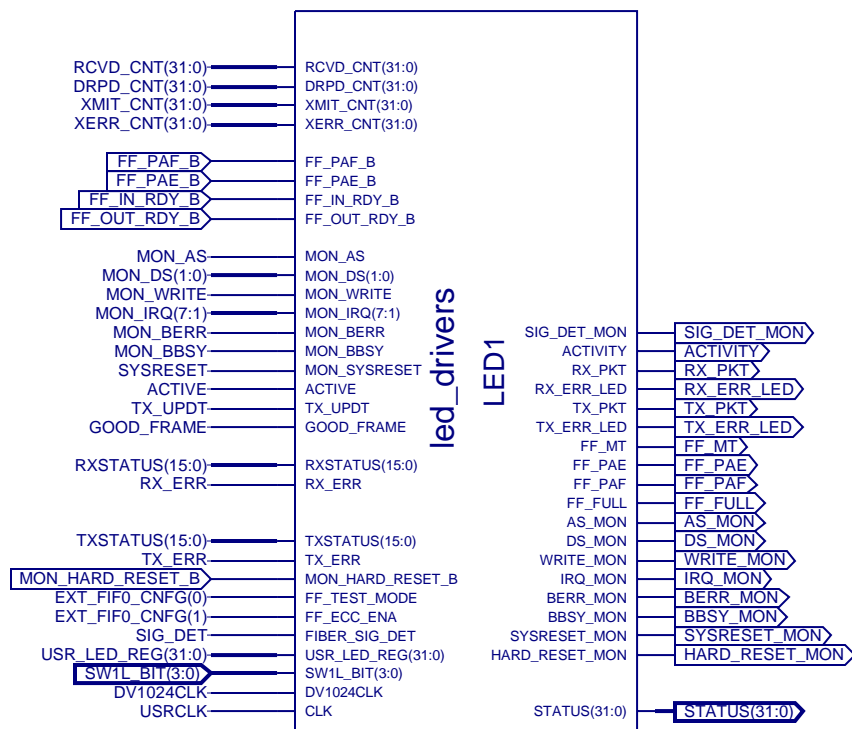 RCVD_CNT(31:0) RCVD_CNT(31:0)
DRPD_CNT(31:0) DRPD_CNT(31:0)
XMIT_CNT(31:0) XMIT_CNT(31:0)
XERR_CNT(31:0) XERR_CNT(31:0)
FF_PAF_B FF_PAF_B
FF_PAE_B FF_PAE_B
FF_IN_RDY_B FF_IN_RDY_B
FF_OUT_RDY_B FF_OUT_RDY_B
MON_AS MON_AS
MON_DS(1:0) MON_DS(1:0)
MON_WRITE MON_WRITE
MON_IRQ(7:1) MON_IRQ(7:1)
MON_BERR MON_BERR
MON_BBSY MON_BBSY
SYSRESET MON_SYSRESET
ACTIVE ACTIVE
TX_UPDT TX_UPDT
GOOD_FRAME GOOD_FRAME
RXSTATUS(15:0) RXSTATUS(15:0)
RX_ERR RX_ERR
TXSTATUS(15:0) TXSTATUS(15:0)
TX_ERR TX_ERR
MON_HARD_RESET_B MON_HARD_RESET_B
EXT_FIF0_CNFG(0) FF_TEST_MODE
EXT_FIF0_CNFG(1) FF_ECC_ENA
SIG_DET FIBER_SIG_DET
USR_LED_REG(31:0) USR_LED_REG(31:0)
SW1L_BIT(3:0) SW1L_BIT(3:0)
DV1024CLK DV1024CLK
USRCLK CLK
led_drivers
LED1
SIG_DET_MON SIG_DET_MON
ACTIVITY ACTIVITY
RX_PKT RX_PKT
RX_ERR_LED RX_ERR_LED
TX_PKT TX_PKT
TX_ERR_LED TX_ERR_LED
FF_MT FF_MT
FF_PAE FF_PAE
FF_PAF FF_PAF
FF_FULL FF_FULL
AS_MON AS_MON
DS_MON DS_MON
WRITE_MON WRITE_MON
IRQ_MON IRQ_MON
BERR_MON BERR_MON
BBSY_MON BBSY_MON
SYSRESET_MON SYSRESET_MON
HARD_RESET_MON HARD_RESET_MON
STATUS(31:0) STATUS(31:0)